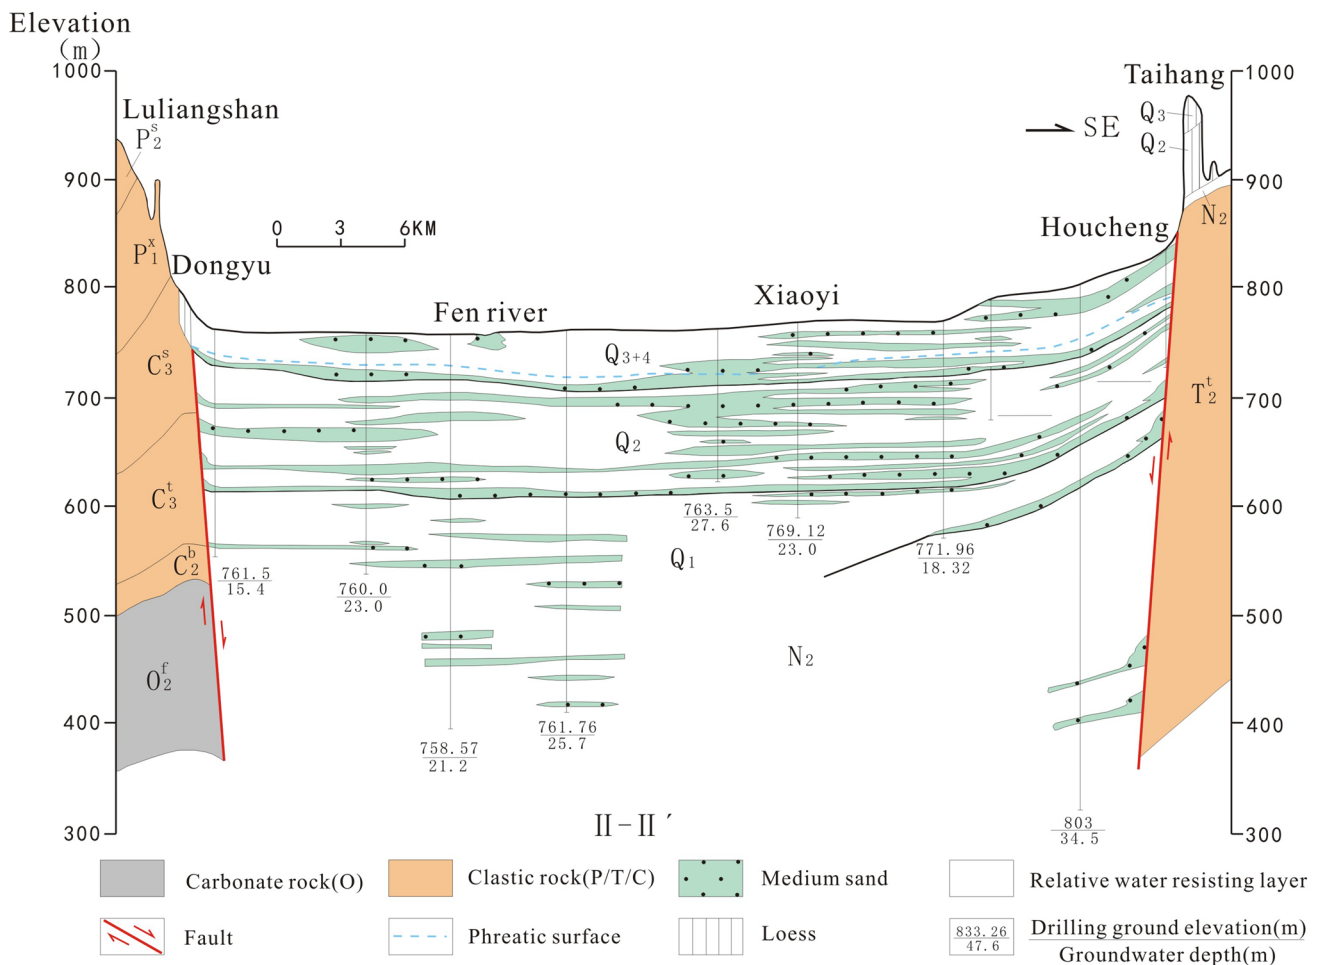 Elevation
(m)
1000
900
800
700
600
500
400
300
1000
900
800
700
600
500
400
300
Luliangshan
P₂ˢ
P₁ˣ
Dongyu
C₃ˢ
C₃ᵗ
C₂ᵇ
O₂ᶠ
0 3 6KM
Fen river
Xiaoyi
Houcheng
Taihang
Q₃
Q₂
N₂
SE
T₂ᵗ
Q₃₊₄
Q₂
Q₁
N₂
761.5
15.4
760.0
23.0
758.57
21.2
761.76
25.7
763.5
27.6
769.12
23.0
771.96
18.32
803
34.5
II-II′
Carbonate rock(O)
Clastic rock(P/T/C)
Medium sand
Relative water resisting layer
Fault
Phreatic surface
Loess
833.26
47.6
Drilling ground elevation(m)
Groundwater depth(m)